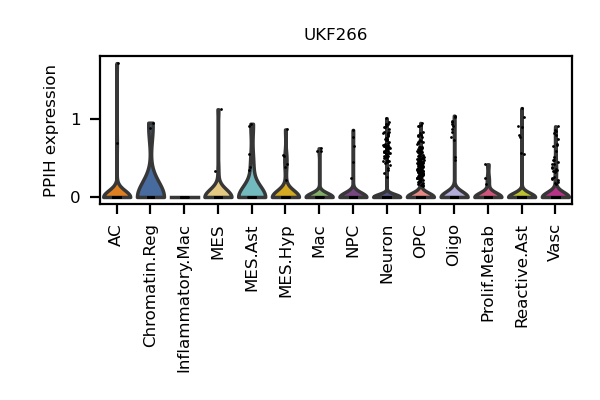 UKF266
PPIH expression
1
0
AC
Chromatin.Reg
Inflammatory.Mac
MES
MES.Ast
MES.Hyp
Mac
NPC
Neuron
OPC
Oligo
Prolif.Metab
Reactive.Ast
Vasc